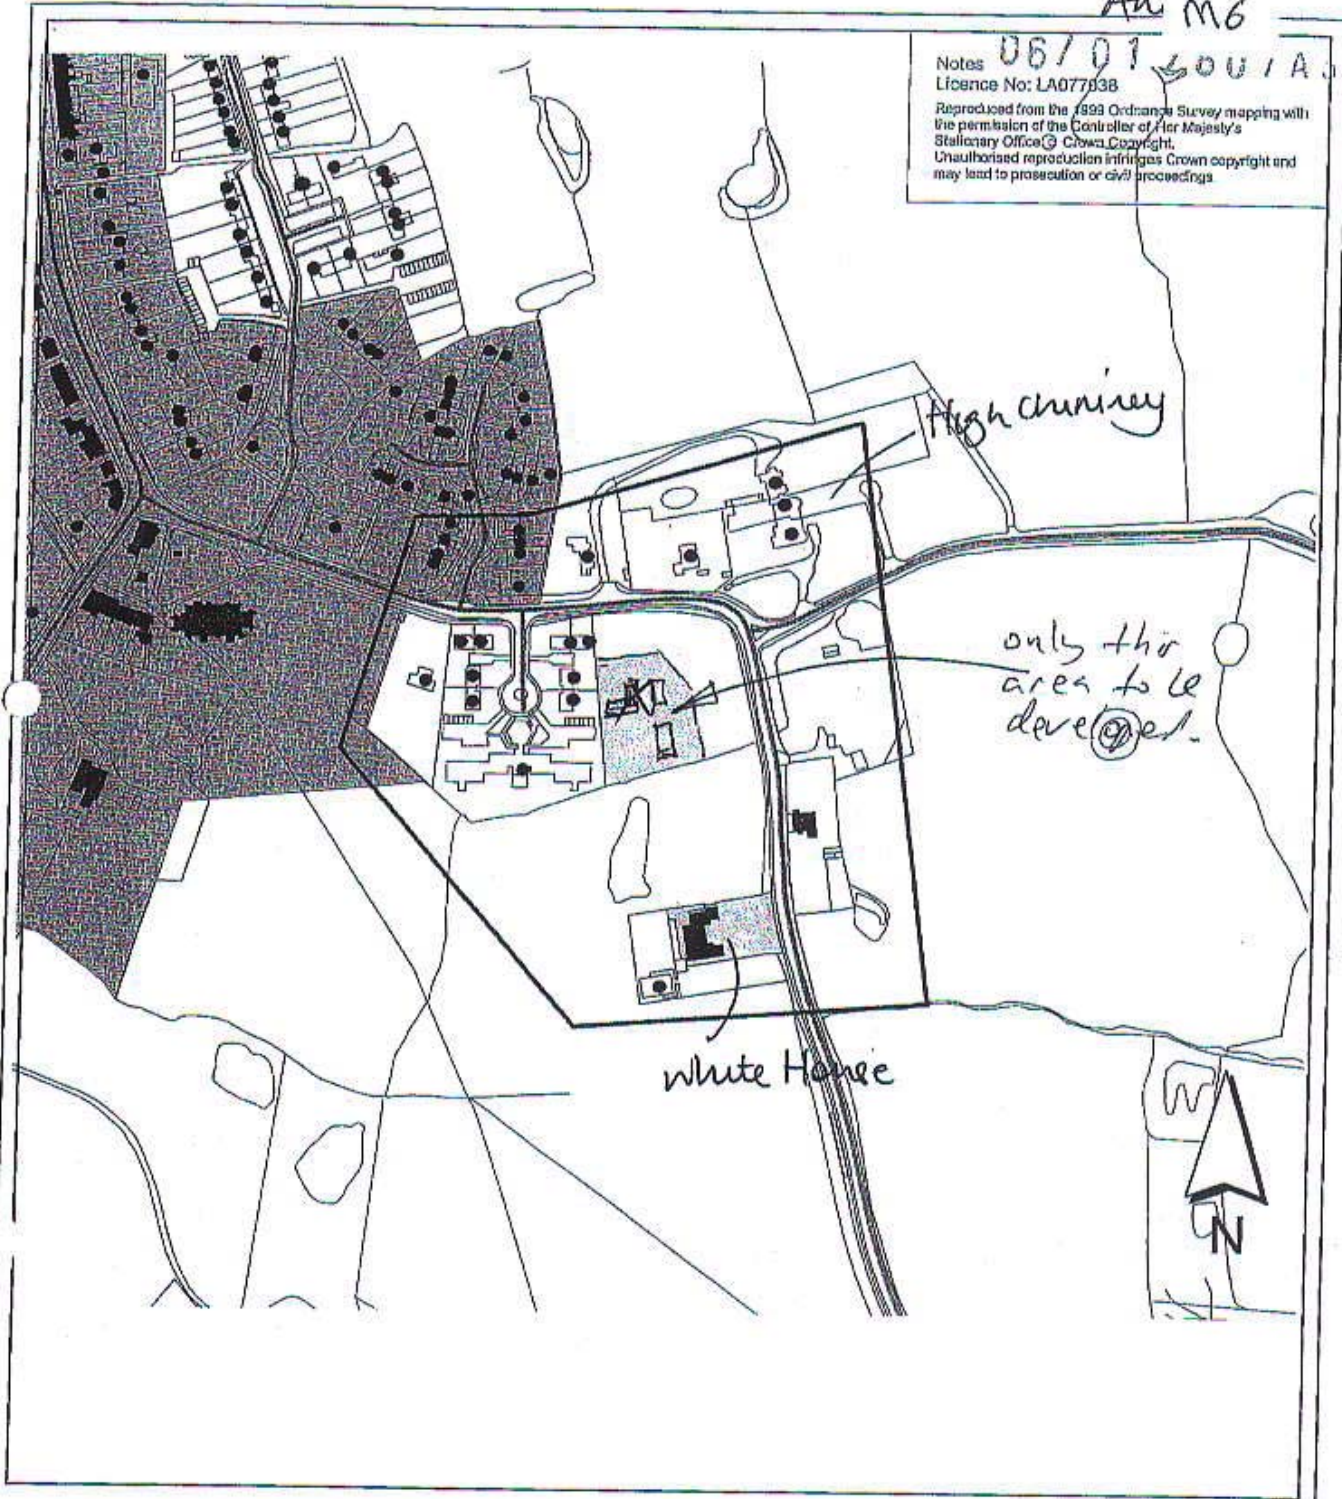 M6
Notes 06/01
Licence No: LA077838
Reproduced from the 1999 Ordnance Survey mapping with
the permission of the Controller of Her Majesty's
Stationary Office © Crown Copyright.
Unauthorised reproduction infringes Crown copyright and
may lead to prosecution or civil proceedings
High Chimney
only this
area to be
developed.
White House
N